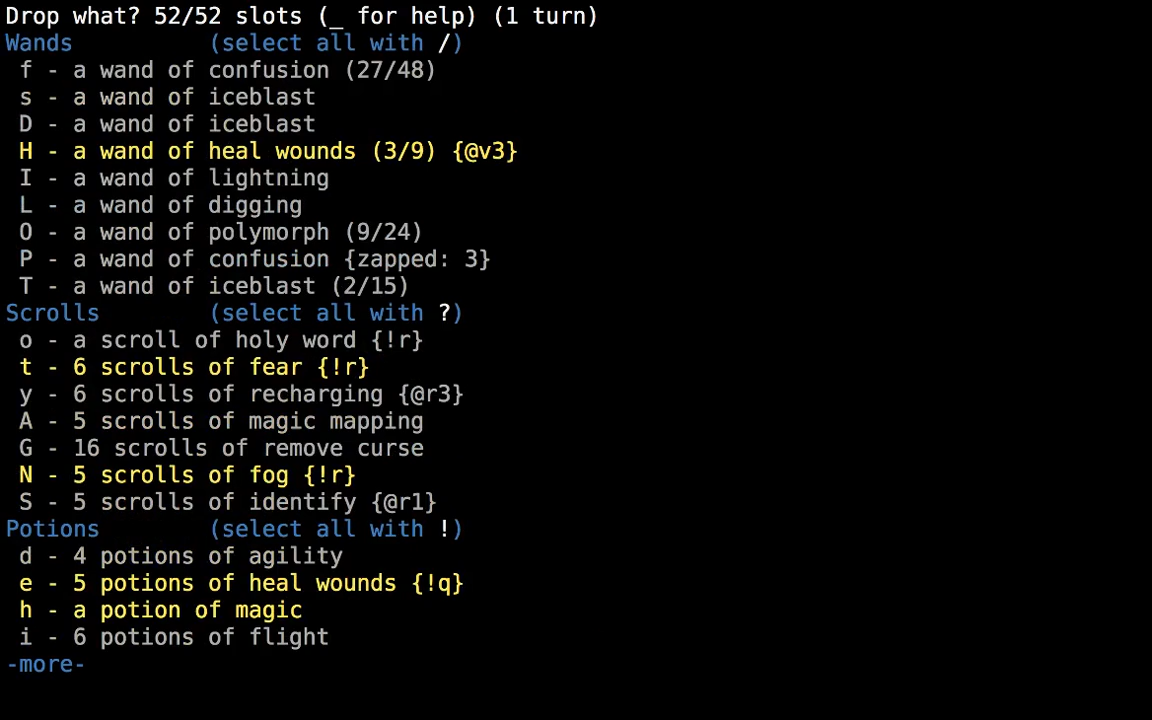 Drop what? 52/52 slots (_ for help) (1 turn)
Wands (select all with /)
f - a wand of confusion (27/48)
s - a wand of iceblast
D - a wand of iceblast
H - a wand of heal wounds (3/9) {@v3}
I - a wand of lightning
L - a wand of digging
O - a wand of polymorph (9/24)
P - a wand of confusion {zapped: 3}
T - a wand of iceblast (2/15)
Scrolls (select all with ?)
o - a scroll of holy word {!r}
t - 6 scrolls of fear {!r}
y - 6 scrolls of recharging {@r3}
A - 5 scrolls of magic mapping
G - 16 scrolls of remove curse
N - 5 scrolls of fog {!r}
S - 5 scrolls of identify {@r1}
Potions (select all with !)
d - 4 potions of agility
e - 5 potions of heal wounds {!q}
h - a potion of magic
i - 6 potions of flight
-more-